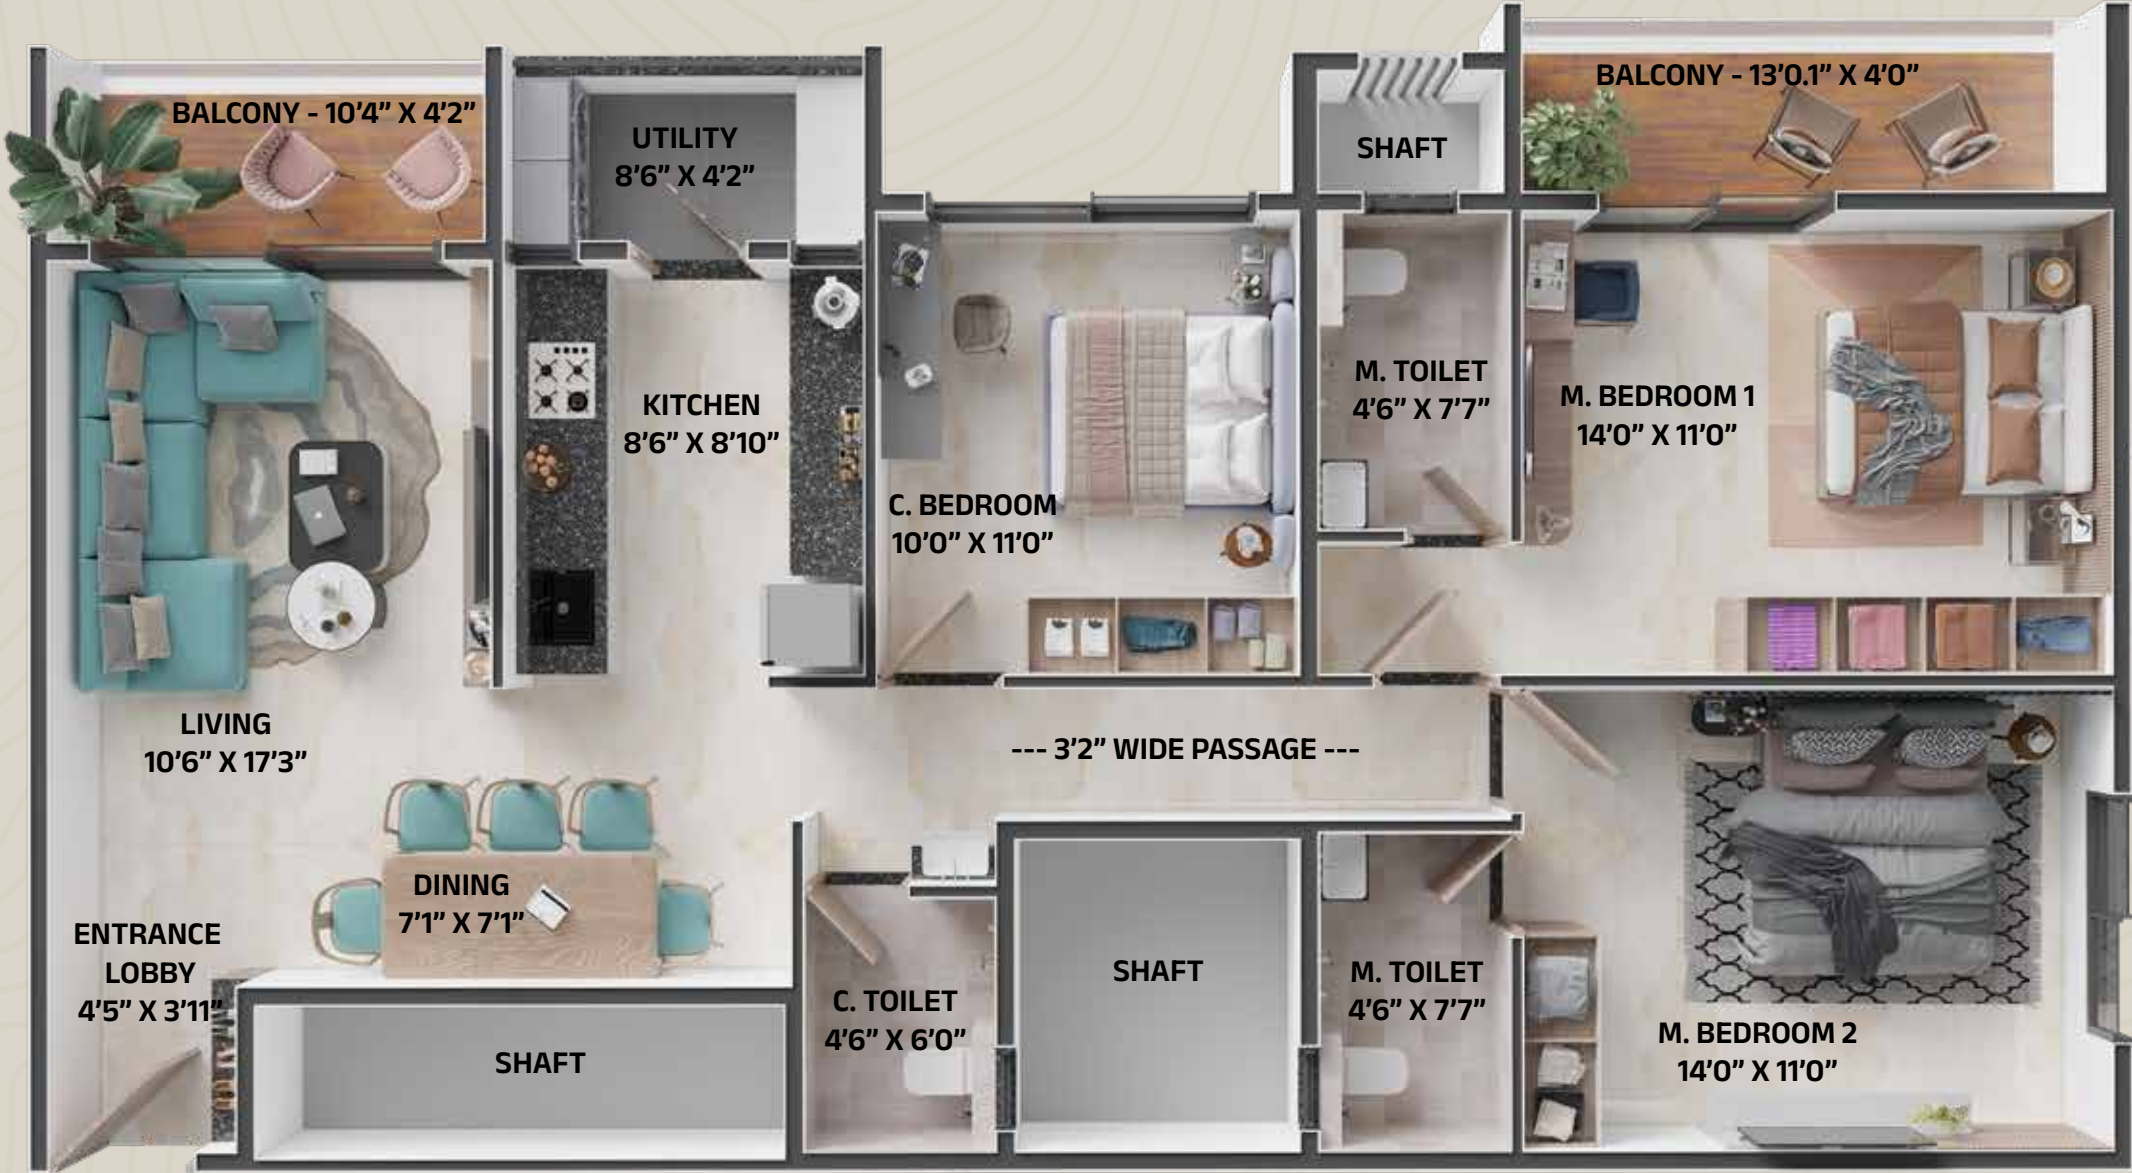 BALCONY - 10'4” X 4'2”
UTILITY
8'6” X 4'2”
SHAFT
BALCONY - 13'0.1” X 4'0”
KITCHEN
8'6” X 8'10”
C. BEDROOM
10'0” X 11'0”
M. TOILET
4'6” X 7'7”
M. BEDROOM 1
14'0” X 11'0”
LIVING
10'6” X 17'3”
--- 3'2” WIDE PASSAGE ---
DINING
7'1” X 7'1”
ENTRANCE
LOBBY
4'5” X 3'11”
SHAFT
C. TOILET
4'6” X 6'0”
SHAFT
M. TOILET
4'6” X 7'7”
M. BEDROOM 2
14'0” X 11'0”